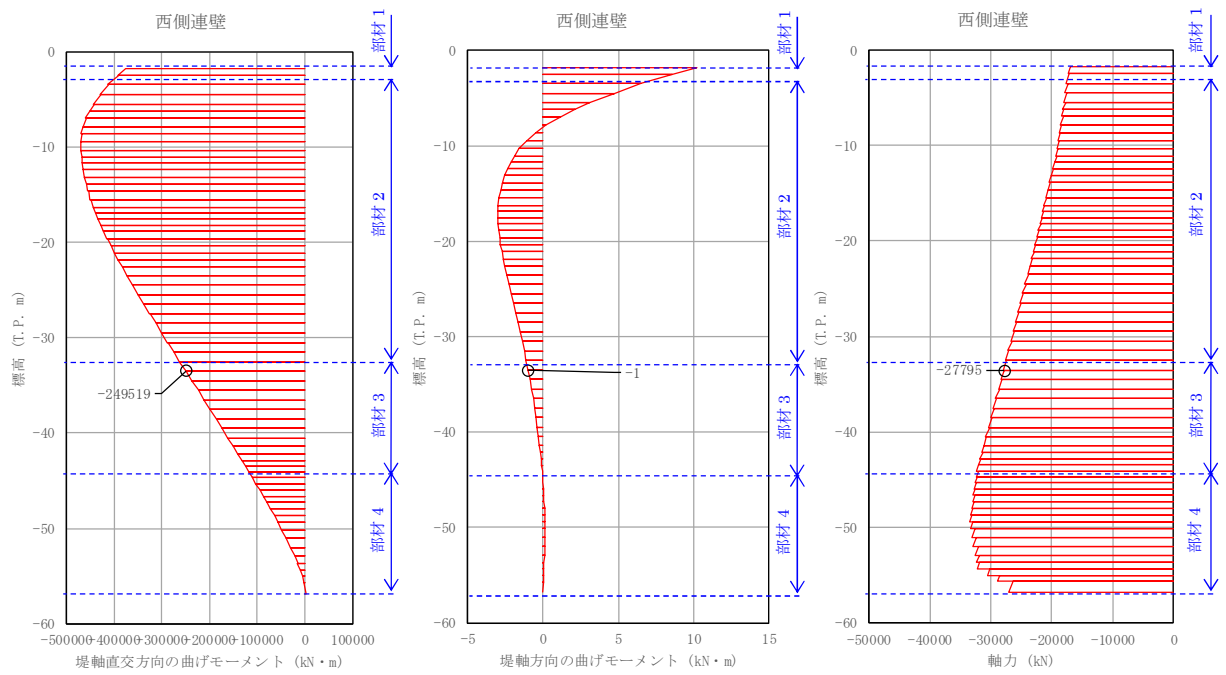 西側連壁
0
-10
-20
-30
-40
-50
-60
標高 (T.P. m)
-500000
-400000
-300000
-200000
-100000
0
100000
堤軸直交方向の曲げモーメント (kN・m)
-249519
部材 1
部材 2
部材 3
部材 4
西側連壁
0
-10
-20
-30
-40
-50
-60
標高 (T.P. m)
-5
0
5
10
15
堤軸方向の曲げモーメント (kN・m)
-1
部材 1
部材 2
部材 3
部材 4
西側連壁
0
-10
-20
-30
-40
-50
-60
標高 (T.P. m)
-50000
-40000
-30000
-20000
-10000
0
軸力 (kN)
-27795
部材 1
部材 2
部材 3
部材 4